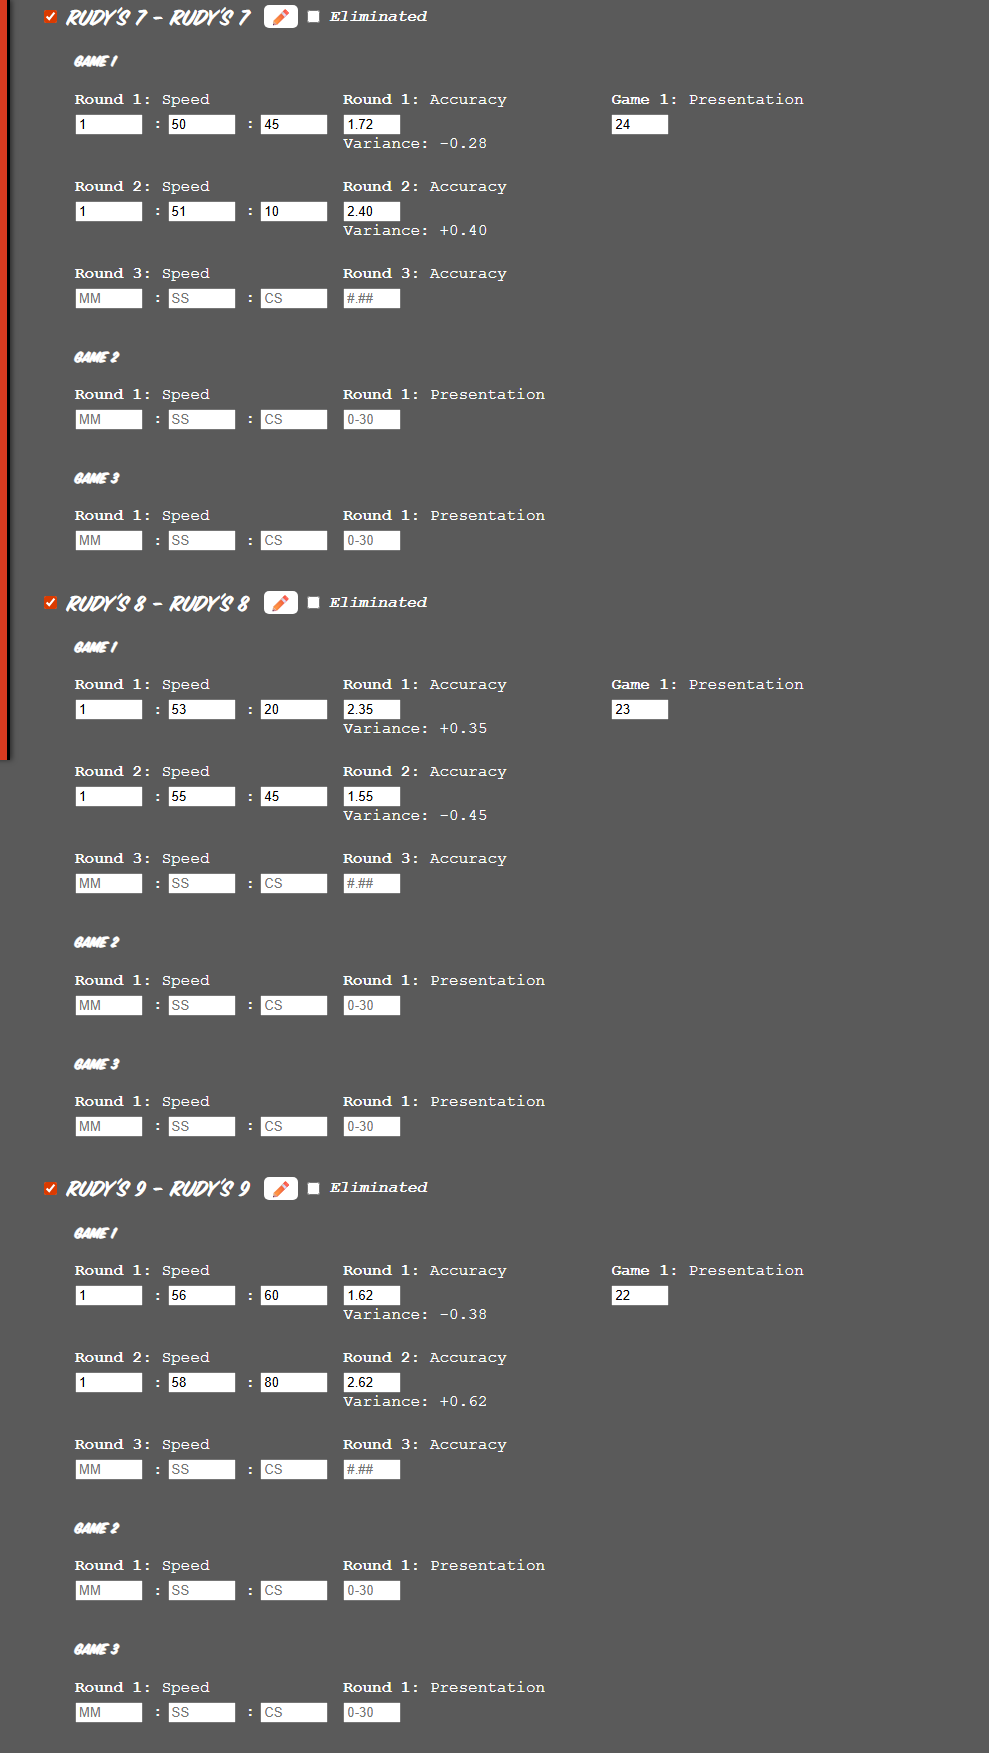 RUDY'S 7 - RUDY'S 7 Eliminated
GAME 1
Round 1: Speed Round 1: Accuracy Game 1: Presentation
1 : 50 : 45 1.72 24
Variance: -0.28
Round 2: Speed Round 2: Accuracy
1 : 51 : 10 2.40
Variance: +0.40
Round 3: Speed Round 3: Accuracy
MM : SS : CS #.##
GAME 2
Round 1: Speed Round 1: Presentation
MM : SS : CS 0-30
GAME 3
Round 1: Speed Round 1: Presentation
MM : SS : CS 0-30
RUDY'S 8 - RUDY'S 8 Eliminated
GAME 1
Round 1: Speed Round 1: Accuracy Game 1: Presentation
1 : 53 : 20 2.35 23
Variance: +0.35
Round 2: Speed Round 2: Accuracy
1 : 55 : 45 1.55
Variance: -0.45
Round 3: Speed Round 3: Accuracy
MM : SS : CS #.##
GAME 2
Round 1: Speed Round 1: Presentation
MM : SS : CS 0-30
GAME 3
Round 1: Speed Round 1: Presentation
MM : SS : CS 0-30
RUDY'S 9 - RUDY'S 9 Eliminated
GAME 1
Round 1: Speed Round 1: Accuracy Game 1: Presentation
1 : 56 : 60 1.62 22
Variance: -0.38
Round 2: Speed Round 2: Accuracy
1 : 58 : 80 2.62
Variance: +0.62
Round 3: Speed Round 3: Accuracy
MM : SS : CS #.##
GAME 2
Round 1: Speed Round 1: Presentation
MM : SS : CS 0-30
GAME 3
Round 1: Speed Round 1: Presentation
MM : SS : CS 0-30